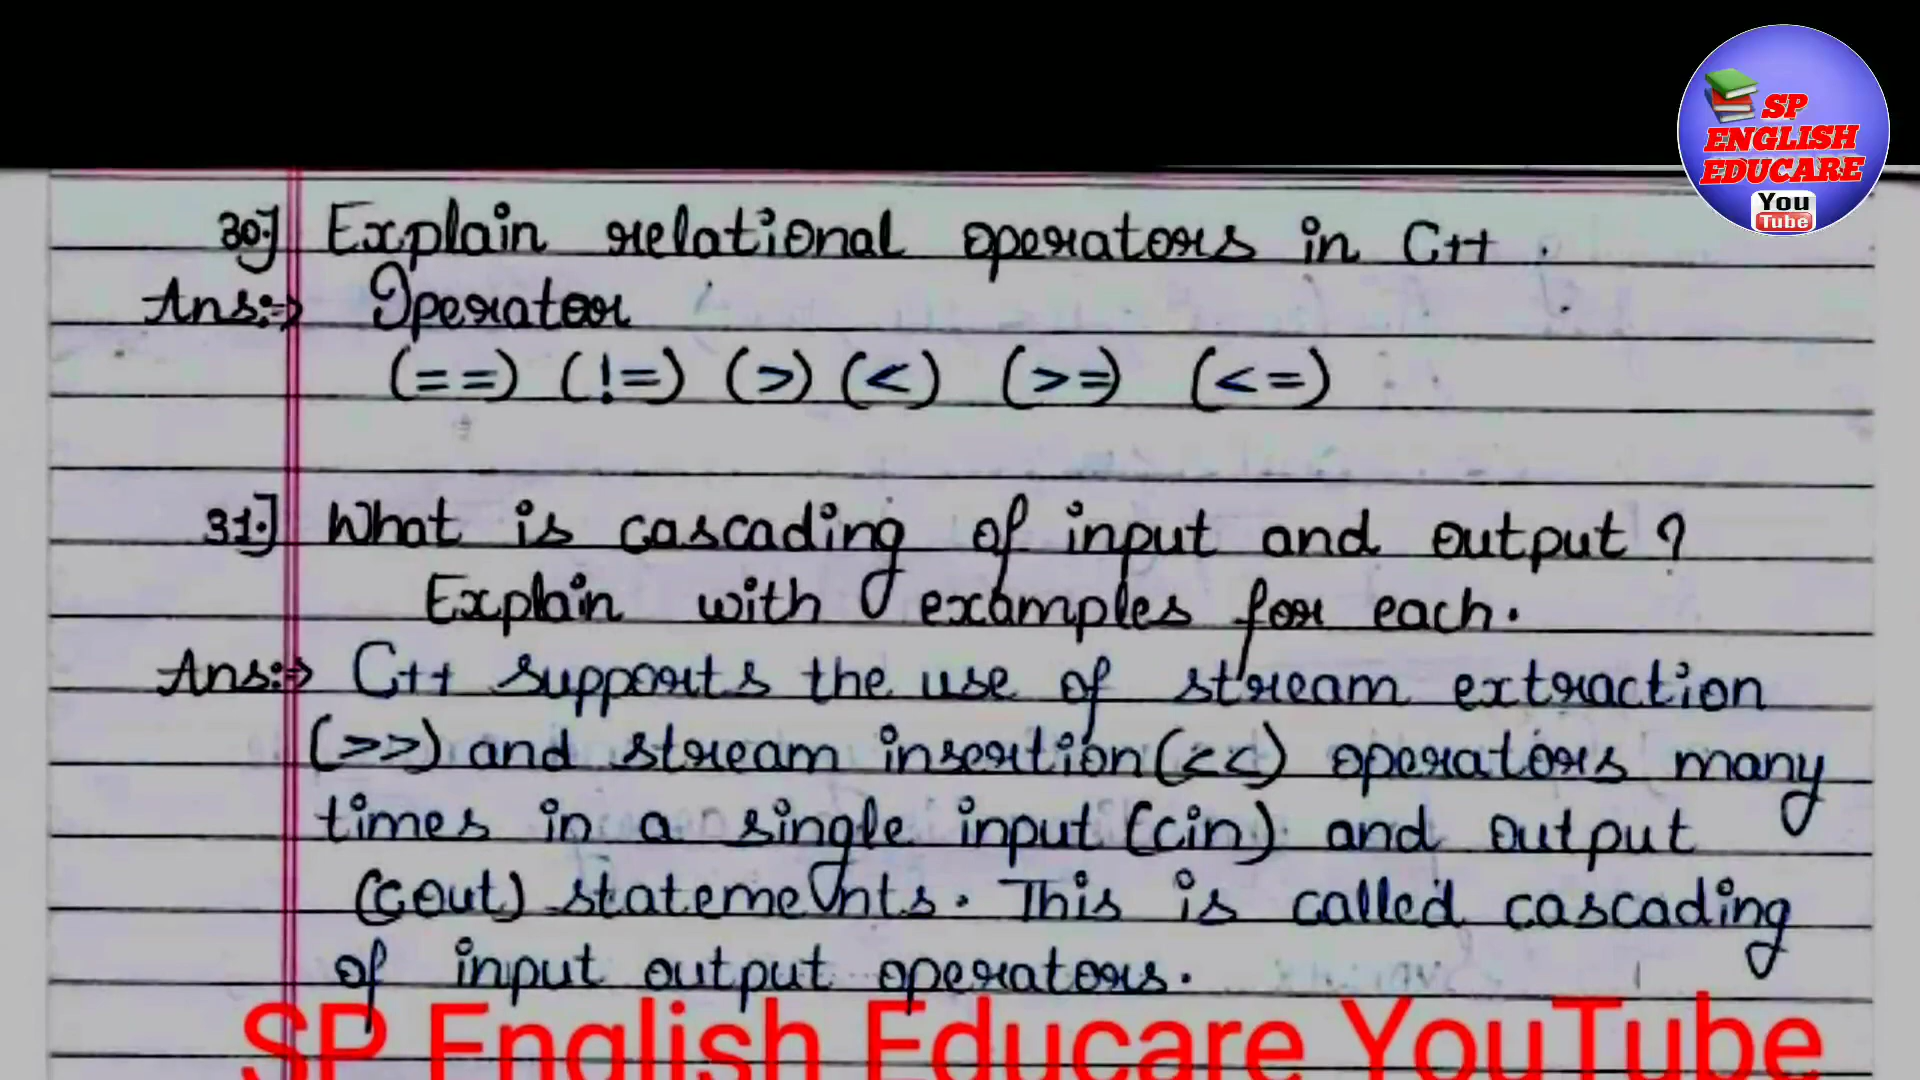 SP
ENGLISH
EDUCARE
You
Tube
30.] Explain relational operators in C++.
Ans:-> Operator
(==) (!=) (>) (<) (>=) (<=)
31.] What is cascading of input and output?
Explain with examples for each.
Ans:-> C++ supports the use of stream extraction
(>>) and stream insertion (<<) operators many
times in a single input (cin) and output
(cout) statements. This is called cascading
of input output operators.
SP English Educare YouTube